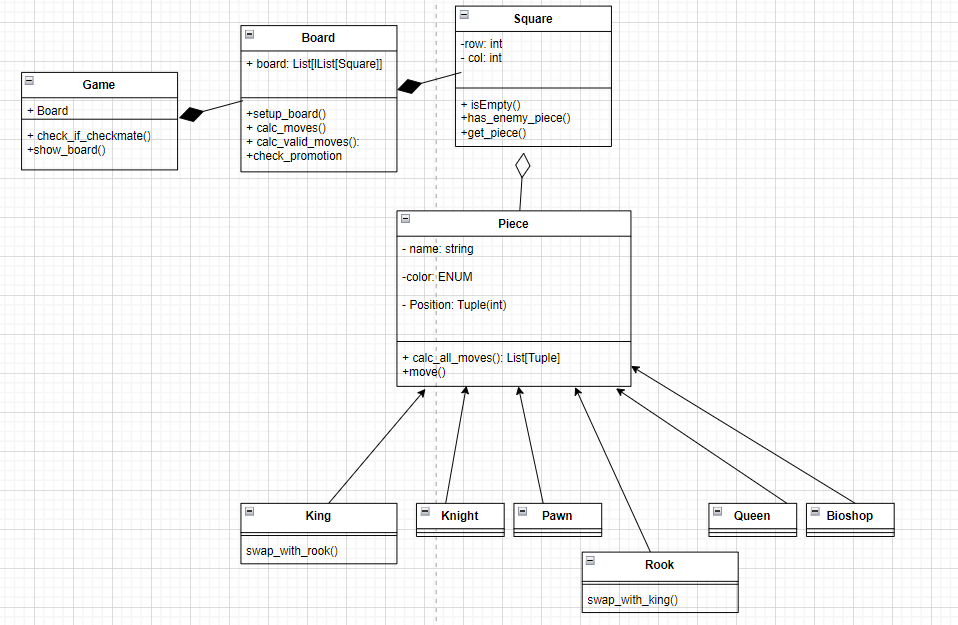 Game
+ Board
+ check_if_checkmate()
+show_board()
Board
+ board: List[lList[Square]]
+setup_board()
+ calc_moves()
+ calc_valid_moves():
+check_promotion
Square
-row: int
- col: int
+ isEmpty()
+has_enemy_piece()
+get_piece()
Piece
- name: string
-color: ENUM
- Position: Tuple(int)
+ calc_all_moves(): List[Tuple]
+move()
King
swap_with_rook()
Knight
Pawn
Rook
swap_with_king()
Queen
Bioshop